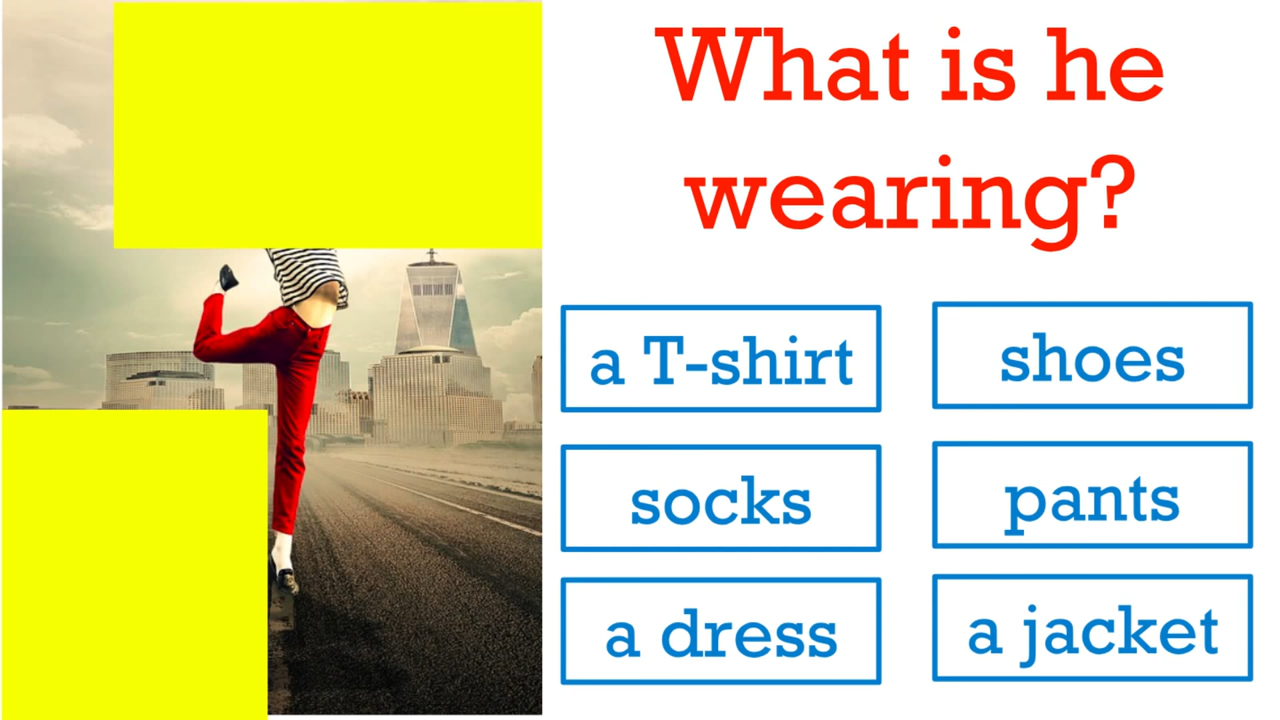 What is he
wearing?
a T-shirt
shoes
socks
pants
a dress
a jacket